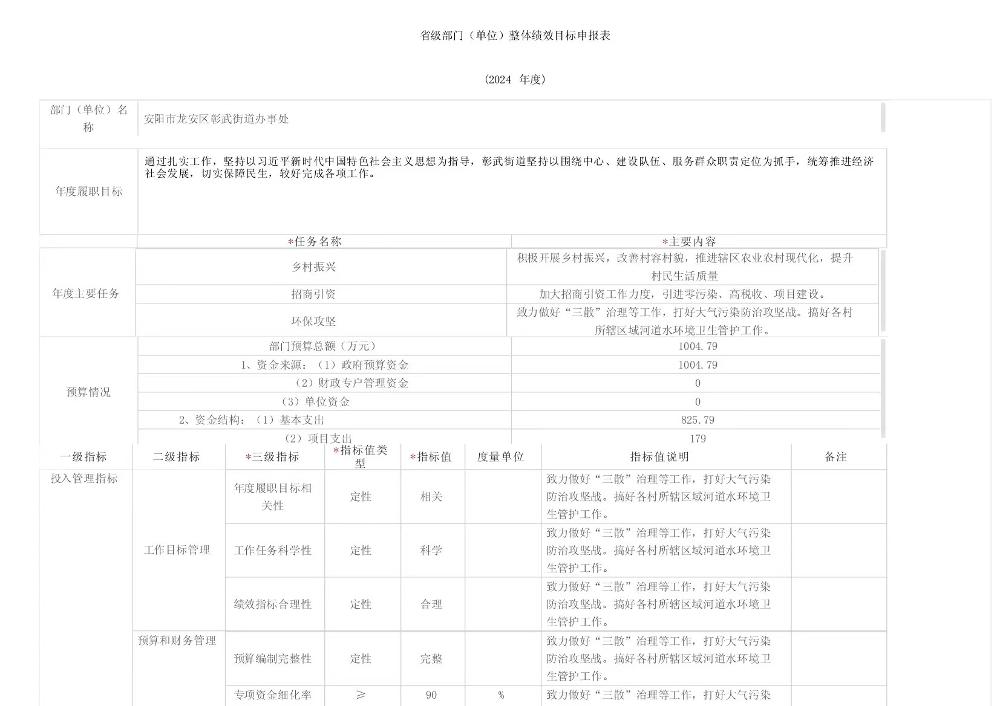 省级部门（单位）整体绩效目标申报表
(2024 年度)
部门（单位）名
称
安阳市龙安区彰武街道办事处
年度履职目标
通过扎实工作，坚持以习近平新时代中国特色社会主义思想为指导，彰武街道坚持以围绕中心、建设队伍、服务群众职责定位为抓手，统筹推进经济
社会发展，切实保障民生，较好完成各项工作。
*任务名称
*主要内容
年度主要任务
乡村振兴
积极开展乡村振兴，改善村容村貌，推进辖区农业农村现代化，提升
村民生活质量
招商引资
加大招商引资工作力度，引进零污染、高税收、项目建设。
环保攻坚
致力做好“三散”治理等工作，打好大气污染防治攻坚战。搞好各村
所辖区域河道水环境卫生管护工作。
预算情况
部门预算总额（万元）
1004.79
1、资金来源：（1）政府预算资金
1004.79
（2）财政专户管理资金
0
（3）单位资金
0
2、资金结构：（1）基本支出
825.79
（2）项目支出
179
一级指标
二级指标
*三级指标
*指标值类
型
*指标值
度量单位
指标值说明
备注
投入管理指标
工作目标管理
年度履职目标相
关性
定性
相关
致力做好“三散”治理等工作，打好大气污染
防治攻坚战。搞好各村所辖区域河道水环境卫
生管护工作。
工作任务科学性
定性
科学
致力做好“三散”治理等工作，打好大气污染
防治攻坚战。搞好各村所辖区域河道水环境卫
生管护工作。
绩效指标合理性
定性
合理
致力做好“三散”治理等工作，打好大气污染
防治攻坚战。搞好各村所辖区域河道水环境卫
生管护工作。
预算和财务管理
预算编制完整性
定性
完整
致力做好“三散”治理等工作，打好大气污染
防治攻坚战。搞好各村所辖区域河道水环境卫
生管护工作。
专项资金细化率
≥
90
%
致力做好“三散”治理等工作，打好大气污染